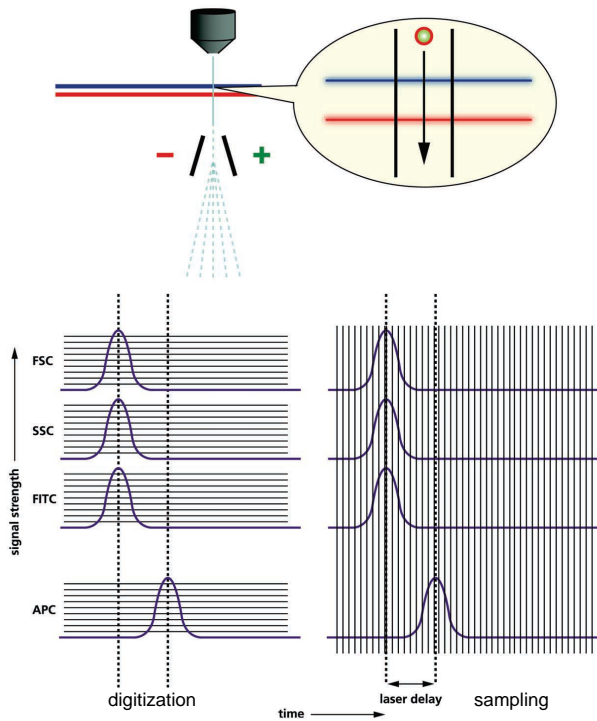 − +
FSC
SSC
FITC
APC
signal strength
digitization
laser delay
sampling
time